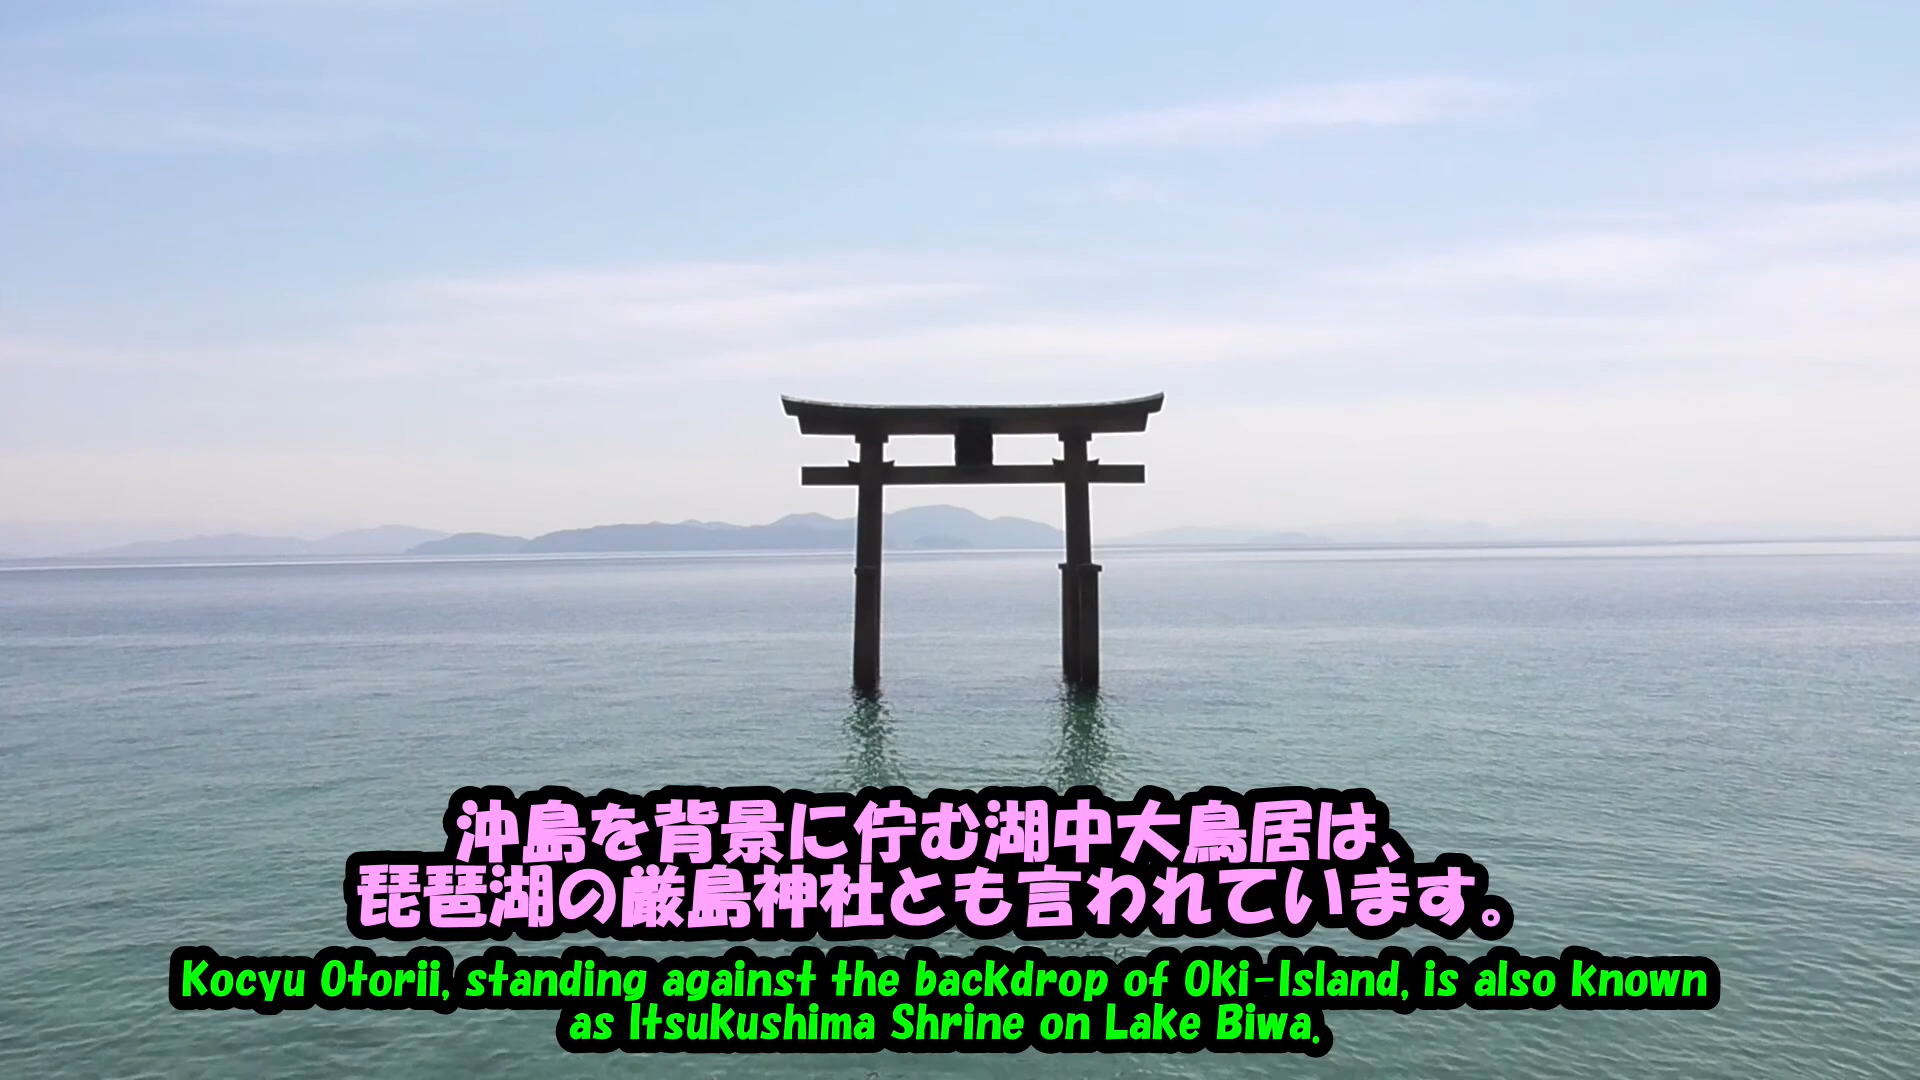 沖島を背景に佇む湖中大鳥居は、
琵琶湖の厳島神社とも言われています。
Kocyu Otorii, standing against the backdrop of Oki-Island, is also known
as Itsukushima Shrine on Lake Biwa.